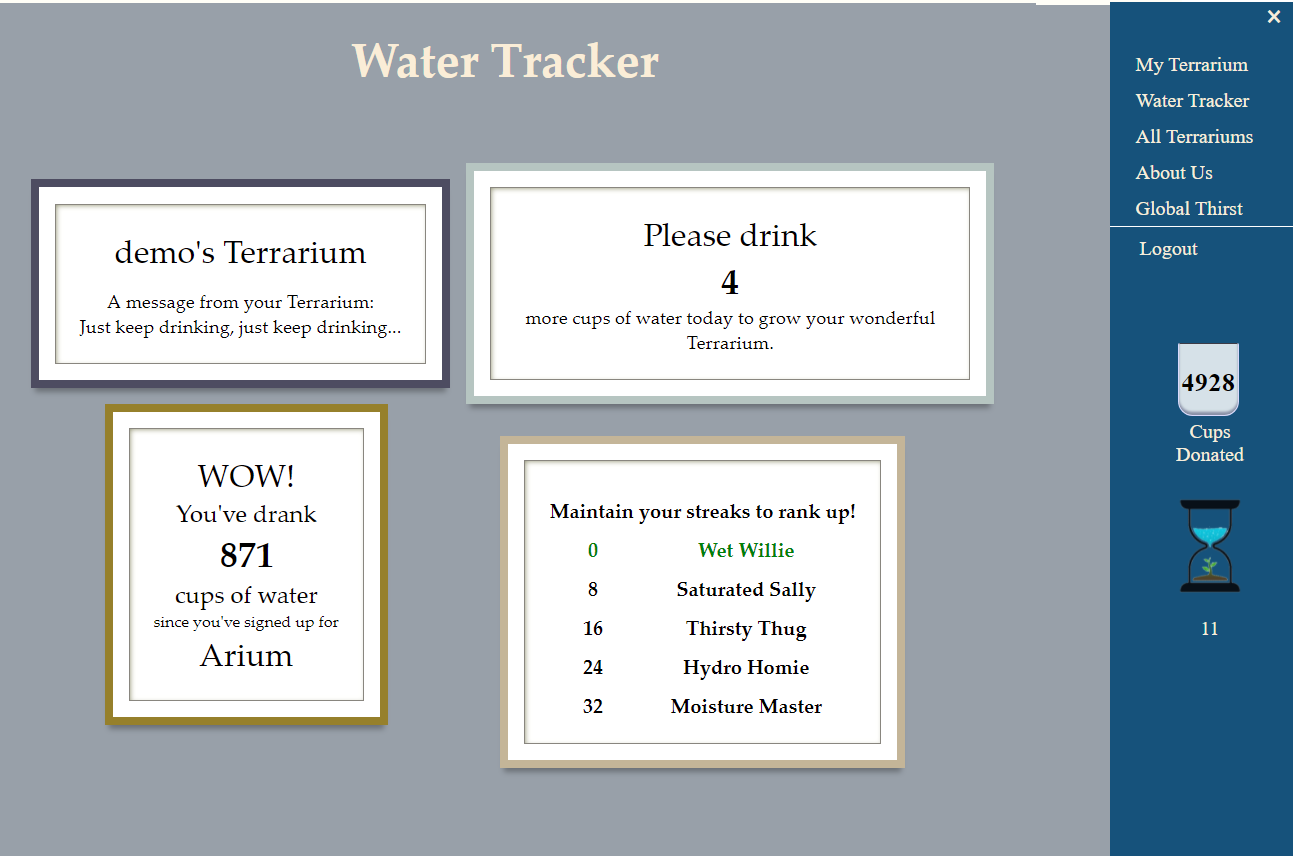 Water Tracker
demo's Terrarium
A message from your Terrarium:
Just keep drinking, just keep drinking...
Please drink
4
more cups of water today to grow your wonderful
Terrarium.
WOW!
You've drank
871
cups of water
since you've signed up for
Arium
Maintain your streaks to rank up!
0 Wet Willie
8 Saturated Sally
16 Thirsty Thug
24 Hydro Homie
32 Moisture Master
×
My Terrarium
Water Tracker
All Terrariums
About Us
Global Thirst
Logout
4928
Cups
Donated
11